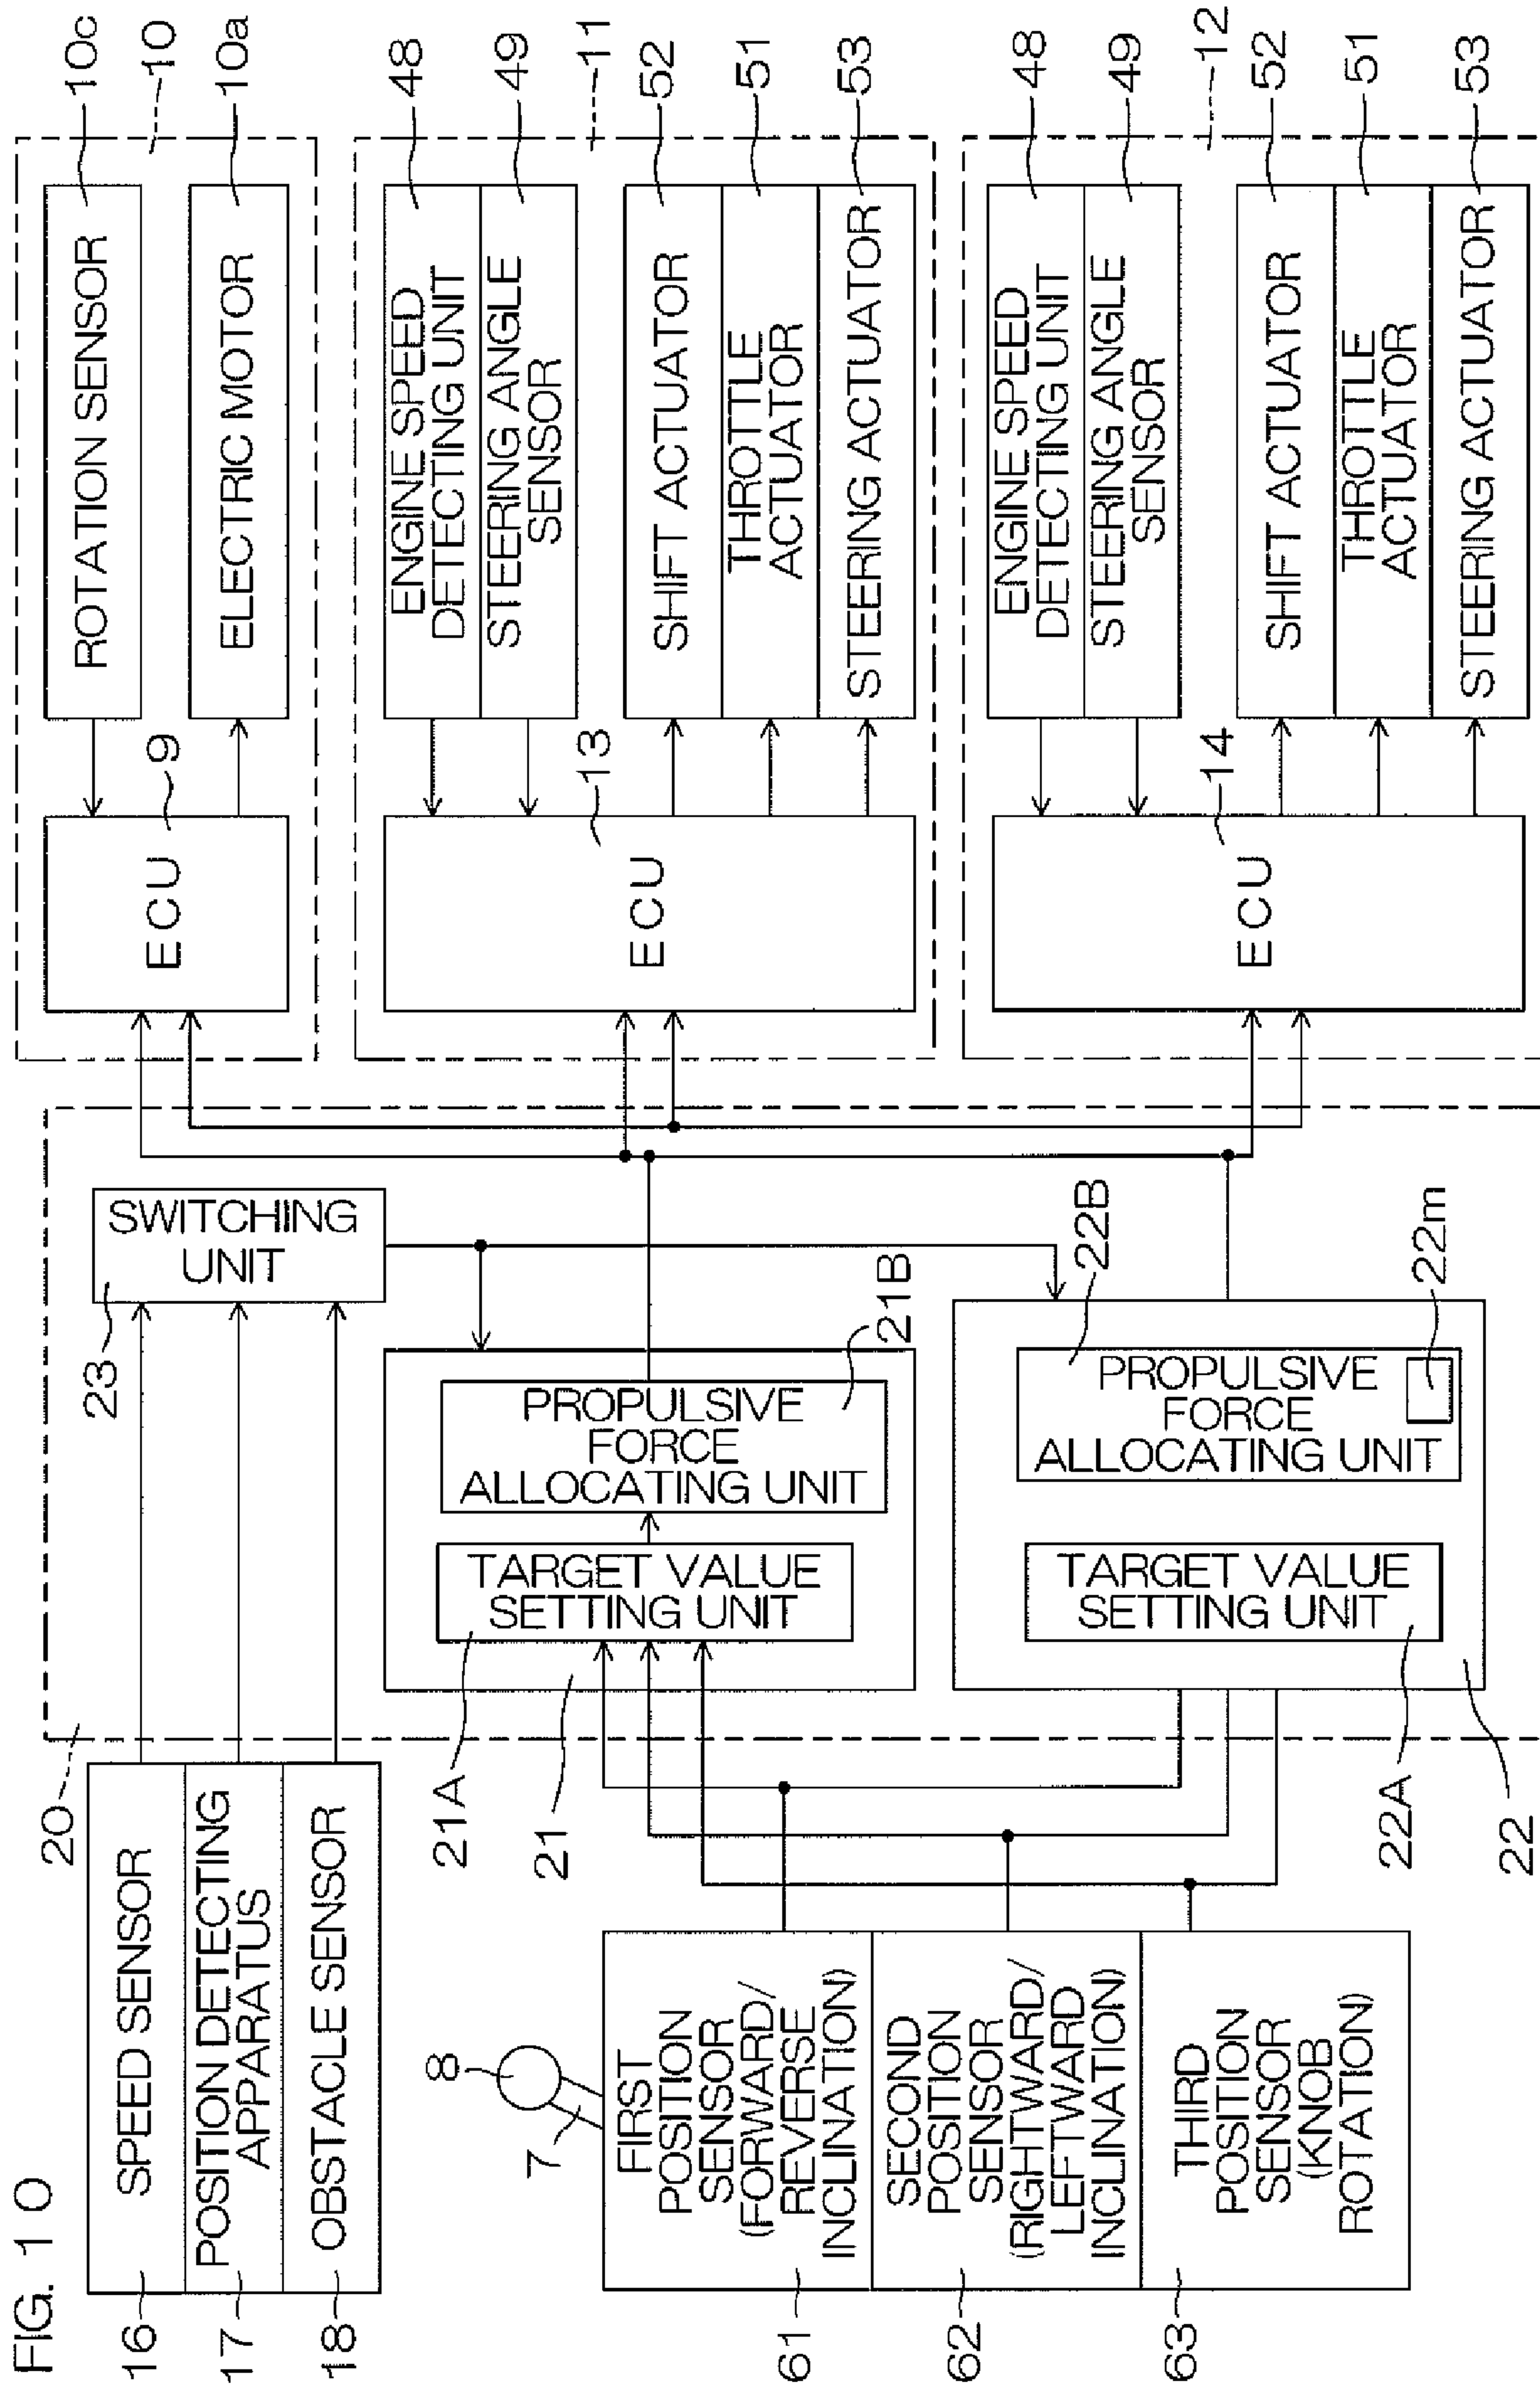 FIG. 10
16
SPEED SENSOR
17
POSITION DETECTING
APPARATUS
18
OBSTACLE SENSOR
20
23
SWITCHING
UNIT
8
7
61
FIRST
POSITION
SENSOR
(FORWARD/
REVERSE
INCLINATION)
62
SECOND
POSITION
SENSOR
(RIGHTWARD/
LEFTWARD
INCLINATION)
63
THIRD
POSITION
SENSOR
(KNOB
ROTATION)
21A
21
TARGET VALUE
SETTING UNIT
PROPULSIVE
FORCE
ALLOCATING UNIT
21B
22A
22
TARGET VALUE
SETTING UNIT
PROPULSIVE
FORCE
ALLOCATING UNIT
22B
22m
ECU
9
ROTATION SENSOR
10c
10
ELECTRIC MOTOR
10a
ECU
13
ENGINE SPEED
DETECTING UNIT
48
STEERING ANGLE
SENSOR
49
11
SHIFT ACTUATOR
52
THROTTLE
ACTUATOR
51
STEERING ACTUATOR
53
ECU
14
ENGINE SPEED
DETECTING UNIT
48
STEERING ANGLE
SENSOR
49
12
SHIFT ACTUATOR
52
THROTTLE
ACTUATOR
51
STEERING ACTUATOR
53